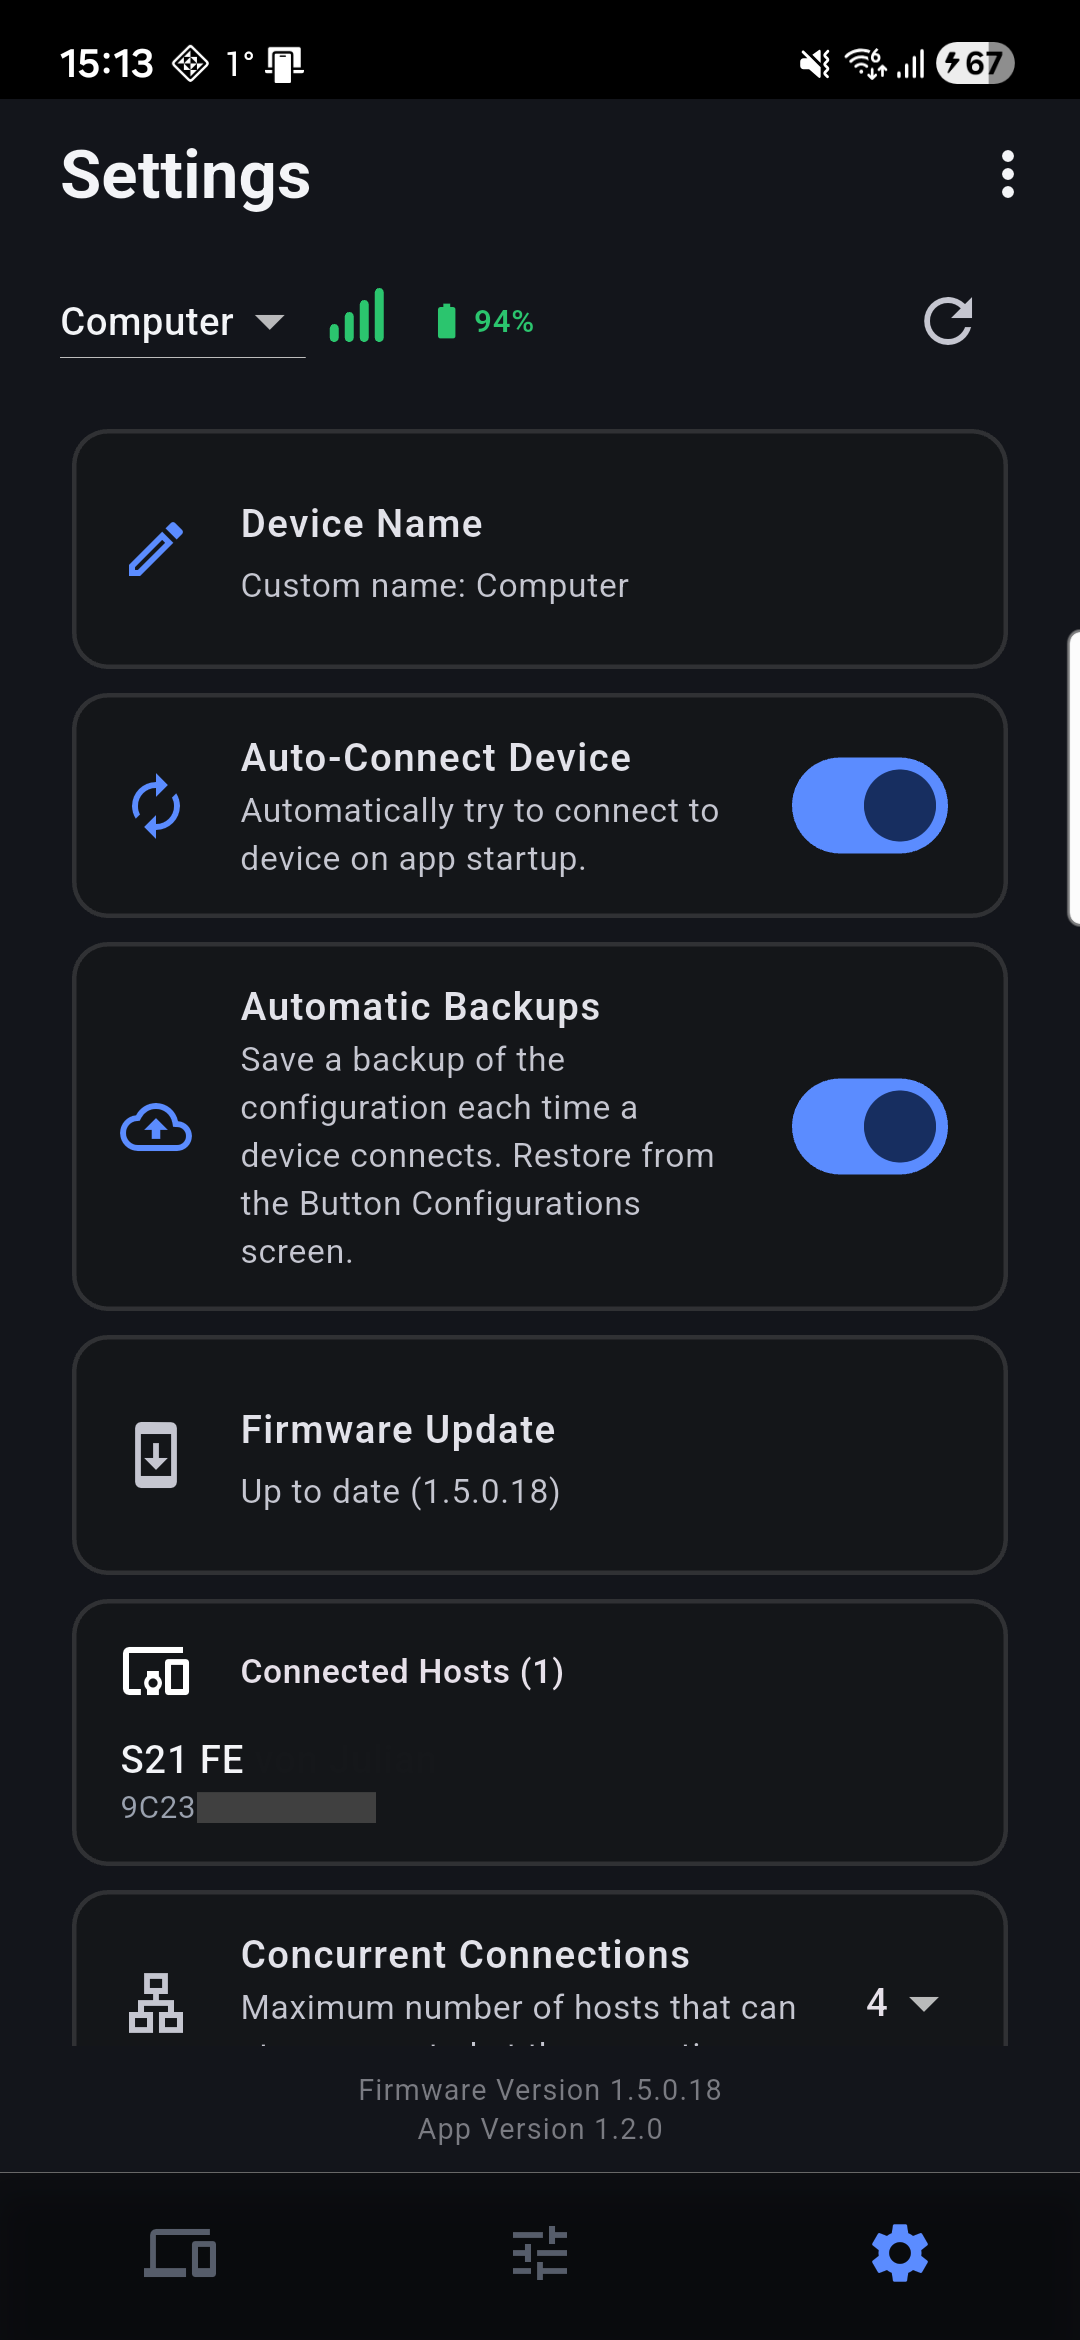 15:13 1° 6 67
Settings
Computer 94%
Device Name
Custom name: Computer
Auto-Connect Device
Automatically try to connect to
device on app startup.
Automatic Backups
Save a backup of the
configuration each time a
device connects. Restore from
the Button Configurations
screen.
Firmware Update
Up to date (1.5.0.18)
Connected Hosts (1)
S21 FE
9C23
Concurrent Connections
Maximum number of hosts that can
4
Firmware Version 1.5.0.18
App Version 1.2.0